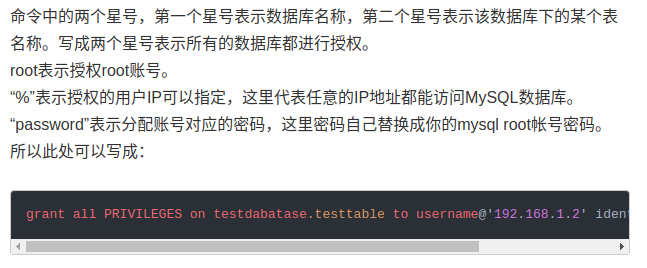 命令中的两个星号，第一个星号表示数据库名称，第二个星号表示该数据库下的某个表
名称。写成两个星号表示所有的数据库都进行授权。
root表示授权root账号。
“%”表示授权的用户IP可以指定，这里代表任意的IP地址都能访问MySQL数据库。
“password”表示分配账号对应的密码，这里密码自己替换成你的mysql root帐号密码。
所以此处可以写成：
grant all PRIVILEGES on testdabatase.testtable to username@'192.168.1.2' ident